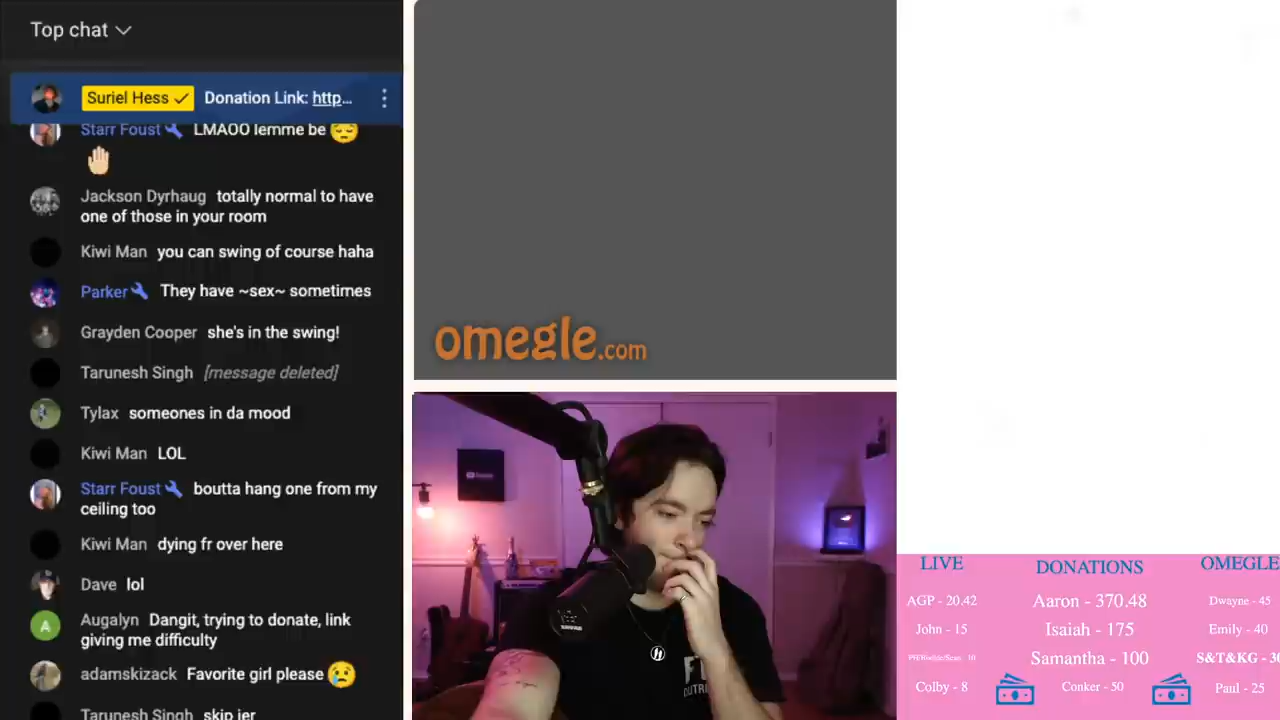 Top chat
Suriel Hess Donation Link: http...
Starr Foust LMAOO lemme be 😔
🤚🏼
Jackson Dyrhaug totally normal to have
one of those in your room
Kiwi Man you can swing of course haha
Parker They have ~sex~ sometimes
Grayden Cooper she's in the swing!
Tarunesh Singh [message deleted]
Tylax someones in da mood
Kiwi Man LOL
Starr Foust boutta hang one from my
ceiling too
Kiwi Man dying fr over here
Dave lol
A Augalyn Dangit, trying to donate, link
giving me difficulty
adamskizack Favorite girl please 😢
Tarunesh Singh skip ier
omegle.com
LIVE
AGP - 20.42
John - 15
Colby - 8
DONATIONS
Aaron - 370.48
Isaiah - 175
Samantha - 100
Conker - 50
OMEGLE
Dwayne - 45
Emily - 40
S&T&KG - 30
Paul - 25